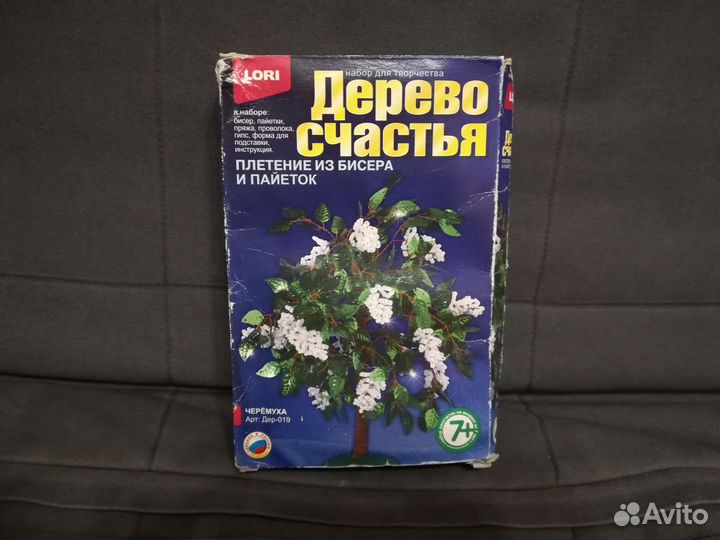 LORI
набор для творчества
Дерево
счастья
в наборе:
бисер, пайетки,
пряжа, проволока,
гипс, форма для
подставки,
инструкция.
ПЛЕТЕНИЕ ИЗ БИСЕРА
И ПАЙЕТОК
ЧЕРЁМУХА
Арт: Дер-019
7+
Avito